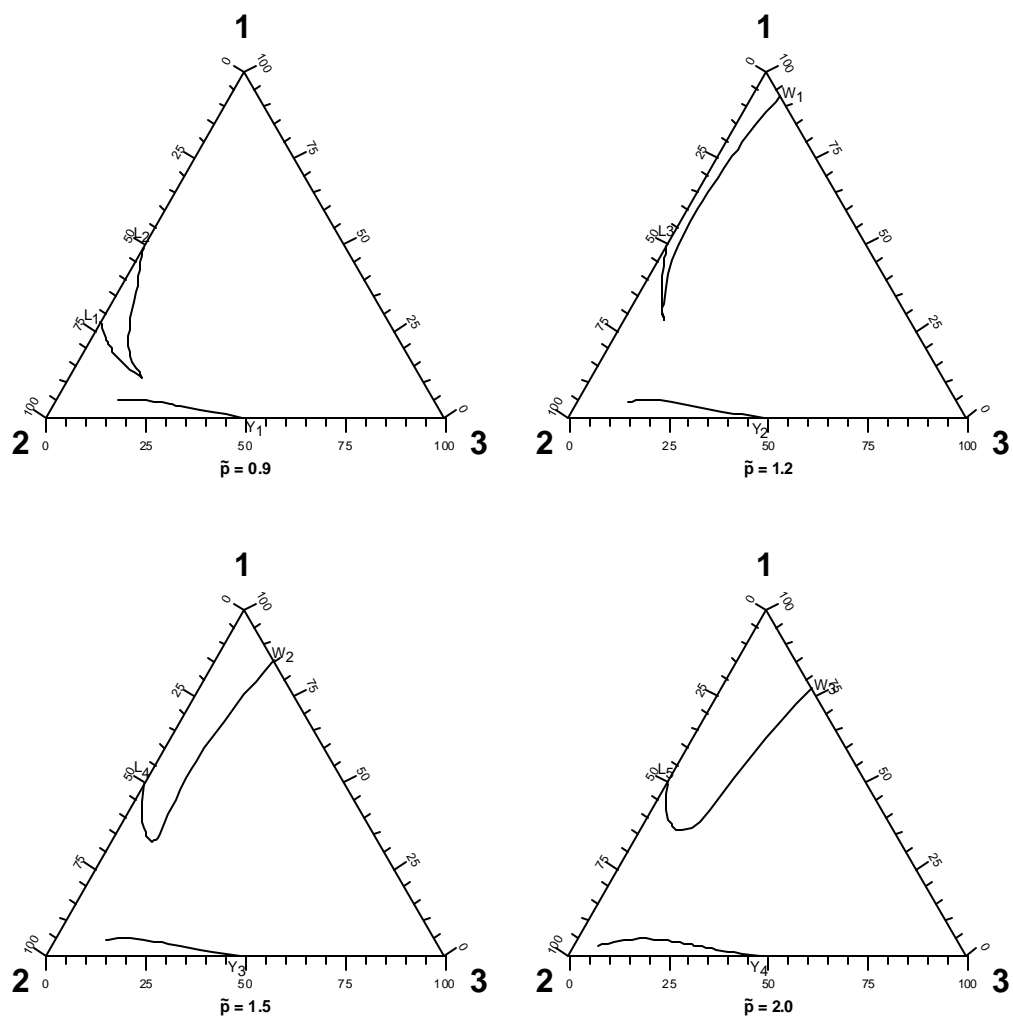 1 1
0 100 0 100
W1
25 75 25 75
50 L2 50 50 L3 50
75 L1 25 75 25
100 0 100 0
2 Y1 3 2 Y2 3
0 25 50 75 100 0 25 50 75 100
p̃ = 0.9 p̃ = 1.2
1 1
0 100 0 100
W2
25 75 25 W3 75
50 L4 50 50 L5 50
75 25 75 25
100 0 100 0
2 Y3 3 2 Y4 3
0 25 50 75 100 0 25 50 75 100
p̃ = 1.5 p̃ = 2.0